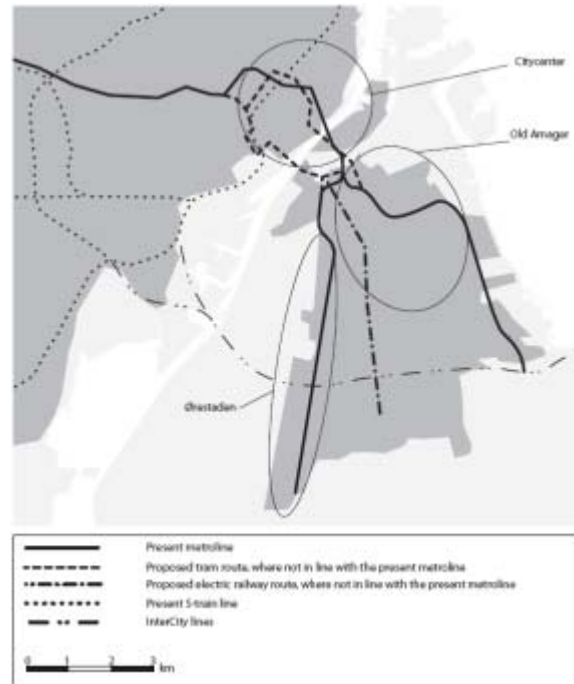 Citycenter
Old Amager
Ørestaden
Present metroline
Proposed tram route, where not in line with the present metroline
Proposed electric railway route, where not in line with the present metroline
Present S-train line
InterCity lines
0 1 2 3
km